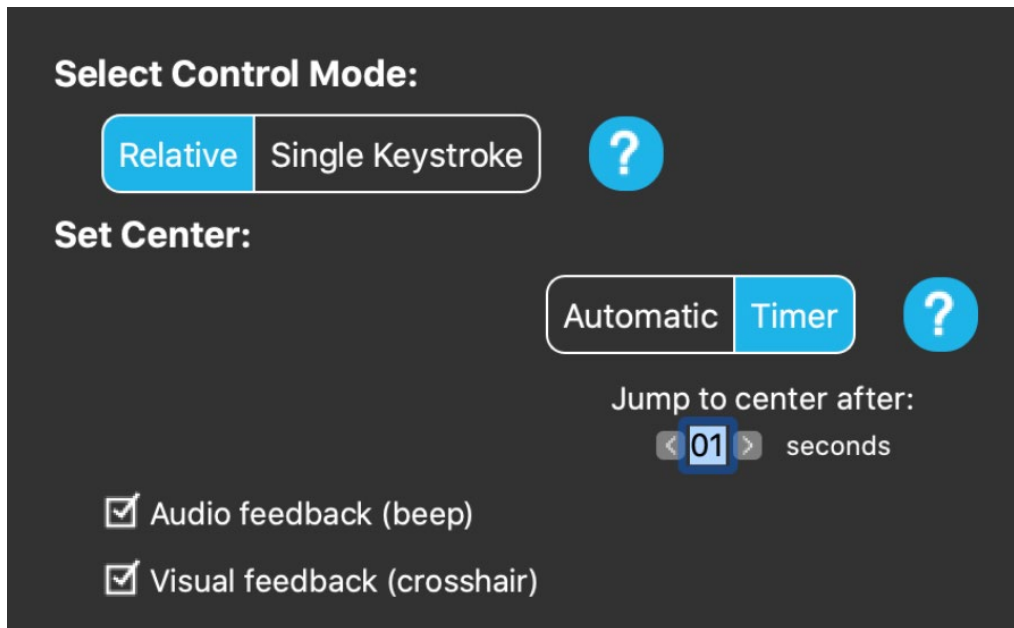 Select Control Mode:
Relative Single Keystroke ?
Set Center:
Automatic Timer ?
Jump to center after:
< 01 > seconds
Audio feedback (beep)
Visual feedback (crosshair)